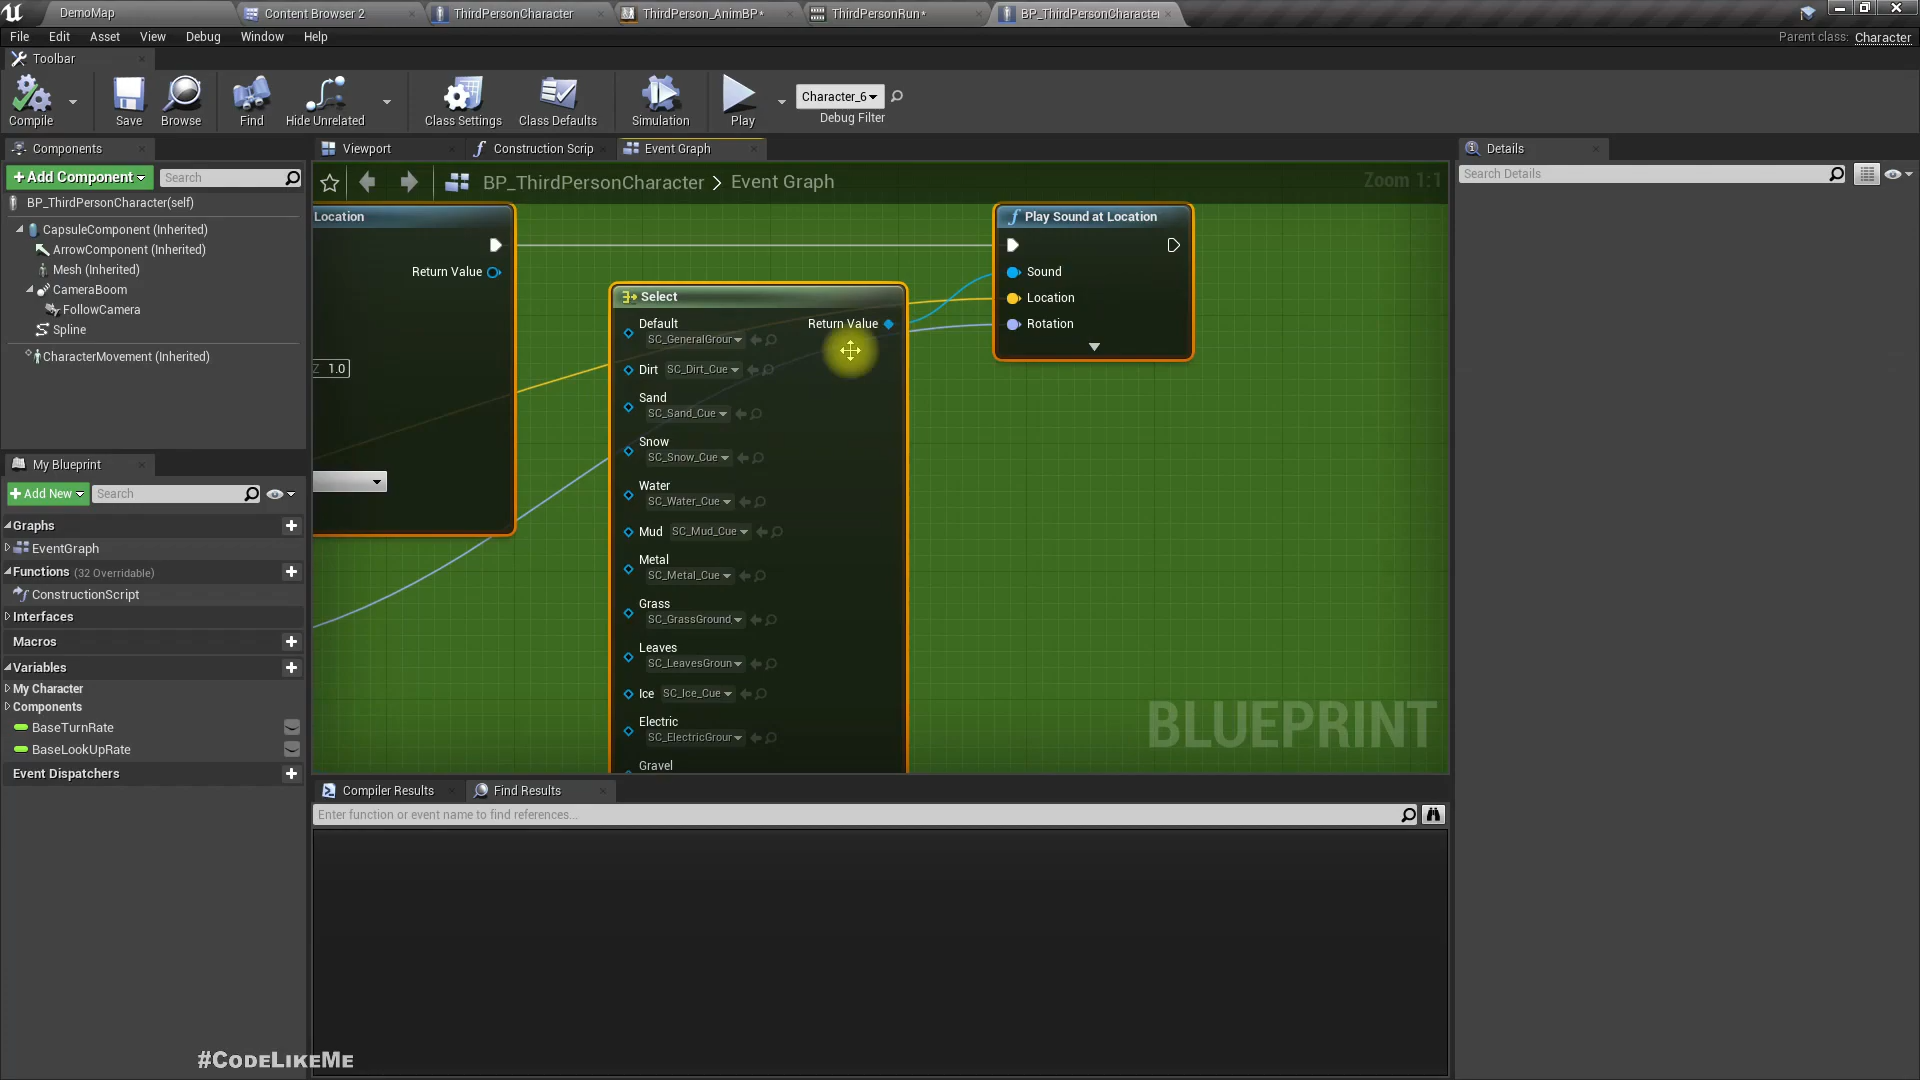 DemoMap
Content Browser 2
ThirdPersonCharacter
ThirdPerson_AnimBP*
ThirdPersonRun*
BP_ThirdPersonCharacter
File Edit Asset View Debug Window Help
Parent class: Character
Toolbar
Compile
Save
Browse
Find
Hide Unrelated
Class Settings
Class Defaults
Simulation
Play
Character_6
Debug Filter
Components
+ Add Component
Search
BP_ThirdPersonCharacter(self)
CapsuleComponent (Inherited)
ArrowComponent (Inherited)
Mesh (Inherited)
CameraBoom
FollowCamera
Spline
CharacterMovement (Inherited)
My Blueprint
+ Add New
Search
Graphs
EventGraph
Functions (32 Overridable)
ConstructionScript
Interfaces
Macros
Variables
My Character
Components
BaseTurnRate
BaseLookUpRate
Event Dispatchers
Viewport
Construction Scrip
Event Graph
BP_ThirdPersonCharacter > Event Graph
Zoom 1:1
Location
Return Value
Z 1.0
Select
Default
SC_GeneralGrour
Return Value
Dirt SC_Dirt_Cue
Sand
SC_Sand_Cue
Snow
SC_Snow_Cue
Water
SC_Water_Cue
Mud SC_Mud_Cue
Metal
SC_Metal_Cue
Grass
SC_GrassGround_
Leaves
SC_LeavesGroun
Ice SC_Ice_Cue
Electric
SC_ElectricGrour
Gravel
Play Sound at Location
Sound
Location
Rotation
BLUEPRINT
Details
Search Details
Compiler Results
Find Results
Enter function or event name to find references...
#CodeLikeMe